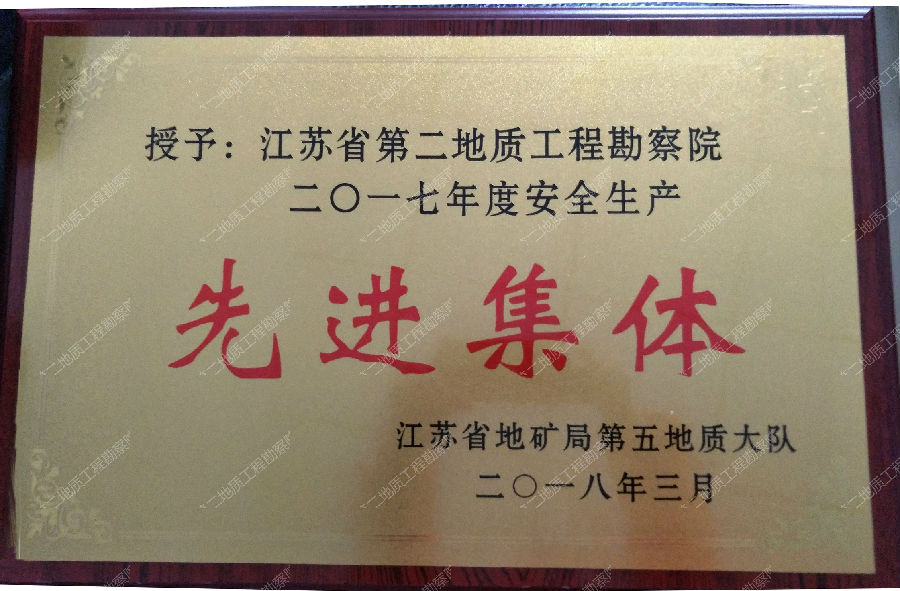 授予：江苏省第二地质工程勘察院
二〇一七年度安全生产
先进集体
江苏省地矿局第五地质大队
二〇一八年三月